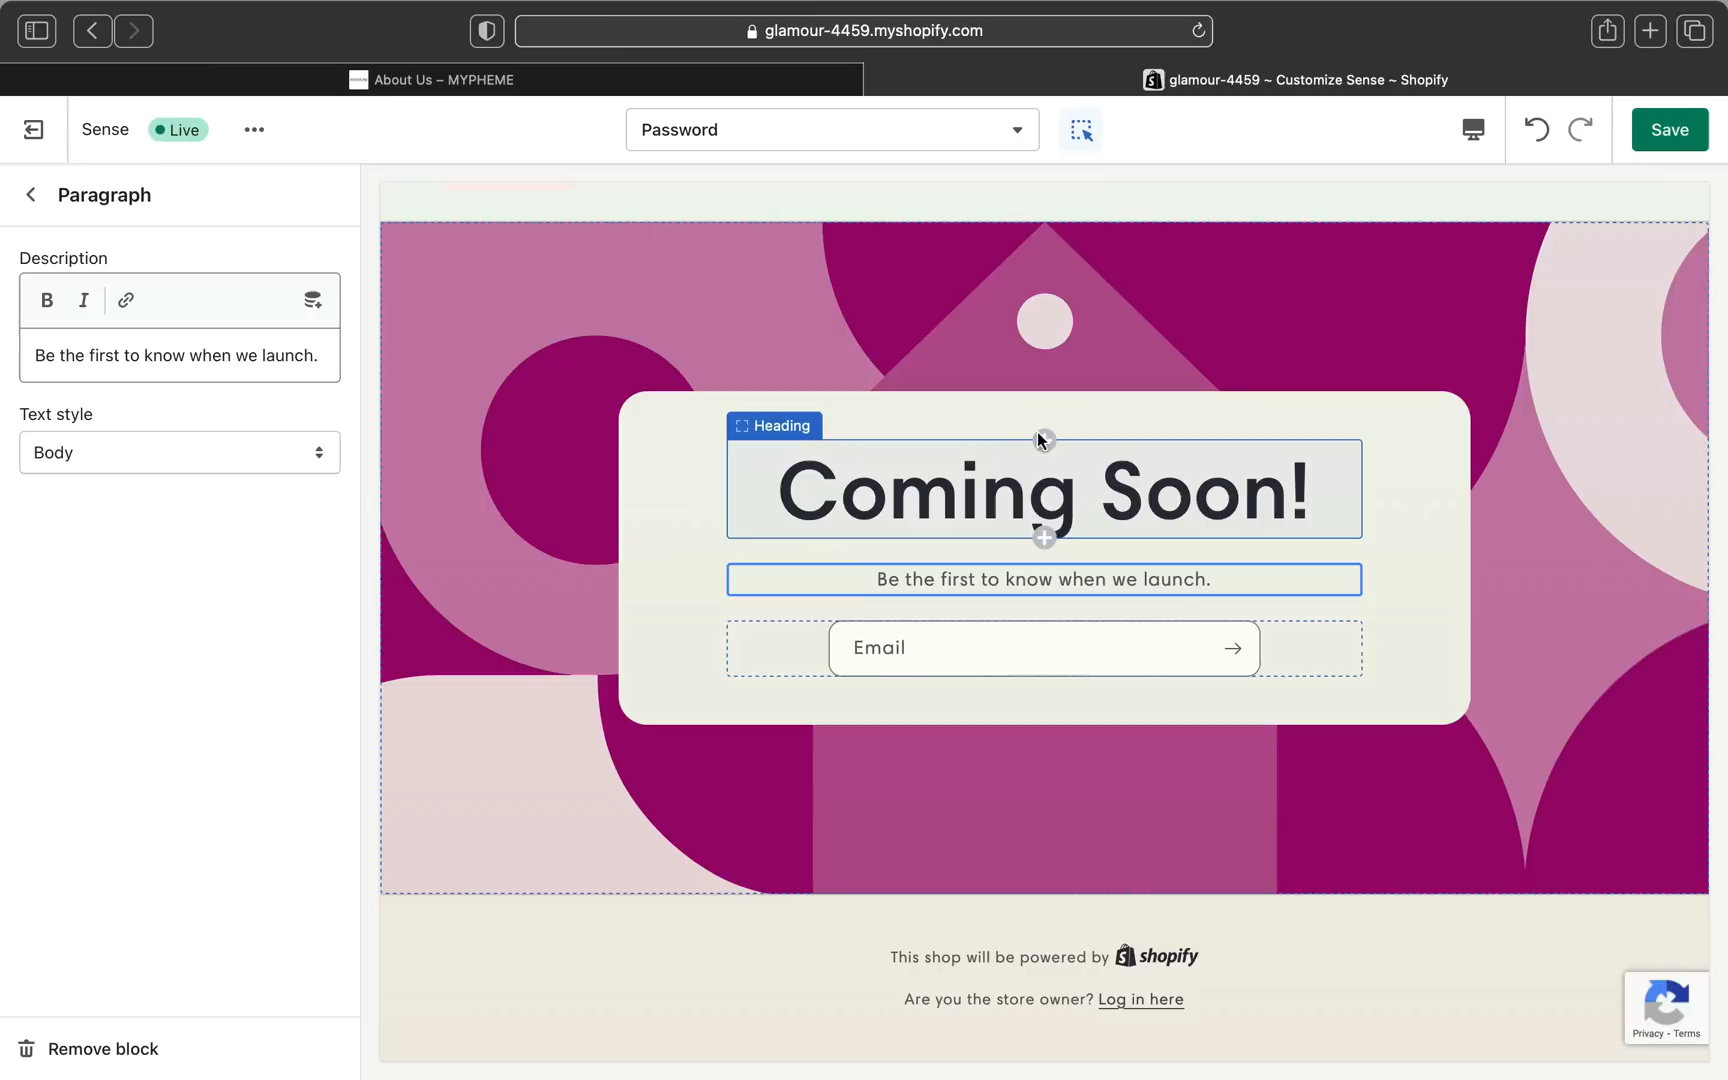 glamour-4459.myshopify.com
About Us – MYPHEME
glamour-4459 ~ Customize Sense ~ Shopify
Sense
Live
Password
Save
Paragraph
Description
B I
Be the first to know when we launch.
Text style
Body
Remove block
Heading
Coming Soon!
Be the first to know when we launch.
Email
This shop will be powered by shopify
Are you the store owner? Log in here
Privacy - Terms